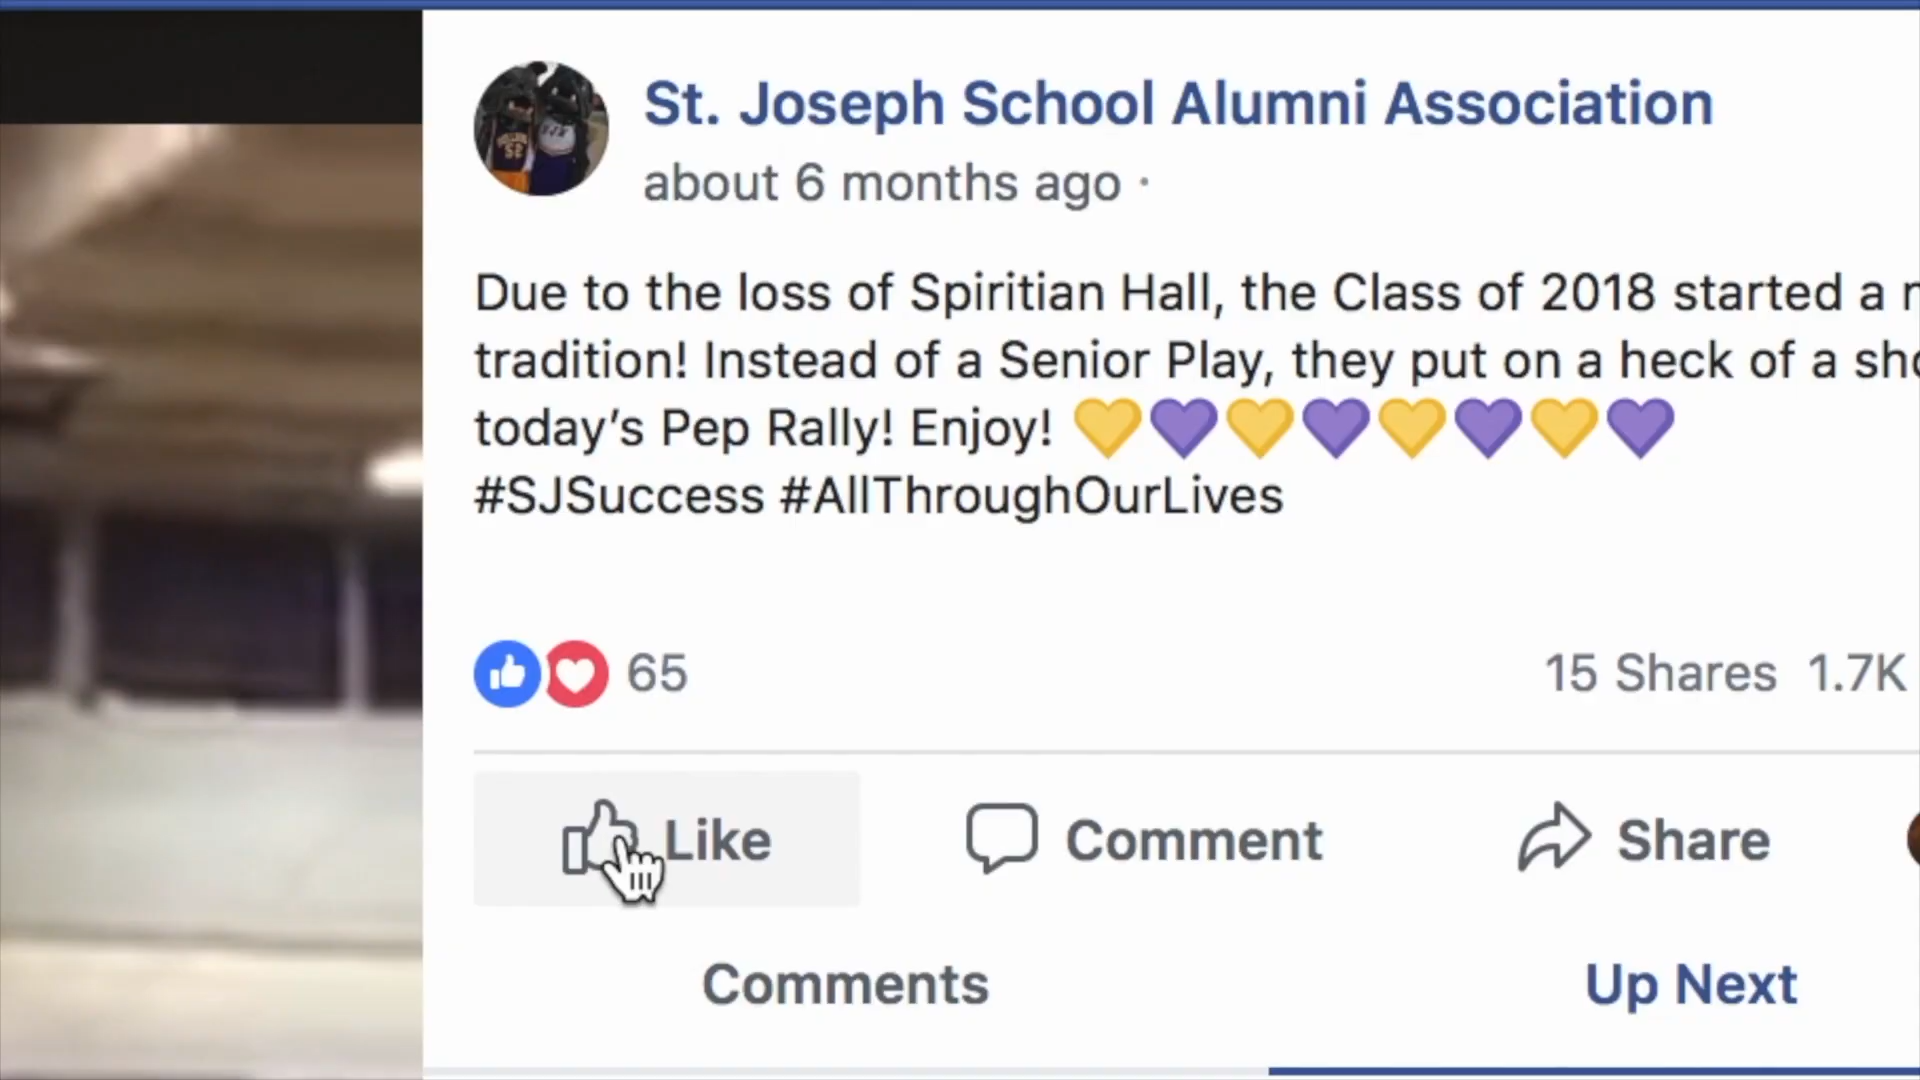 St. Joseph School Alumni Association
about 6 months ago ·
Due to the loss of Spiritian Hall, the Class of 2018 started a
tradition! Instead of a Senior Play, they put on a heck of a
today’s Pep Rally! Enjoy! 💛💜💛💜💛💜💛💜
#SJSuccess #AllThroughOurLives
65
15 Shares 1.7K
Like
Comment
Share
Comments
Up Next